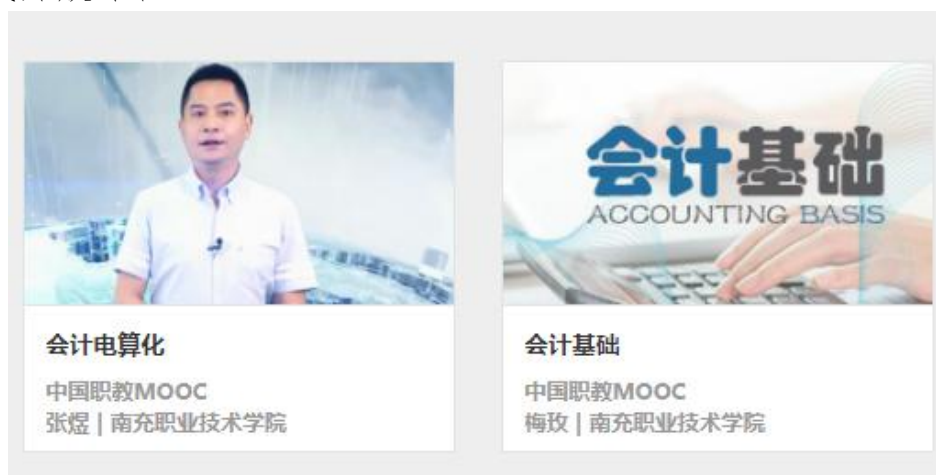 会计基础
ACCOUNTING BASIS
会计电算化
中国职教MOOC
张煜 | 南充职业技术学院
会计基础
中国职教MOOC
梅玫 | 南充职业技术学院